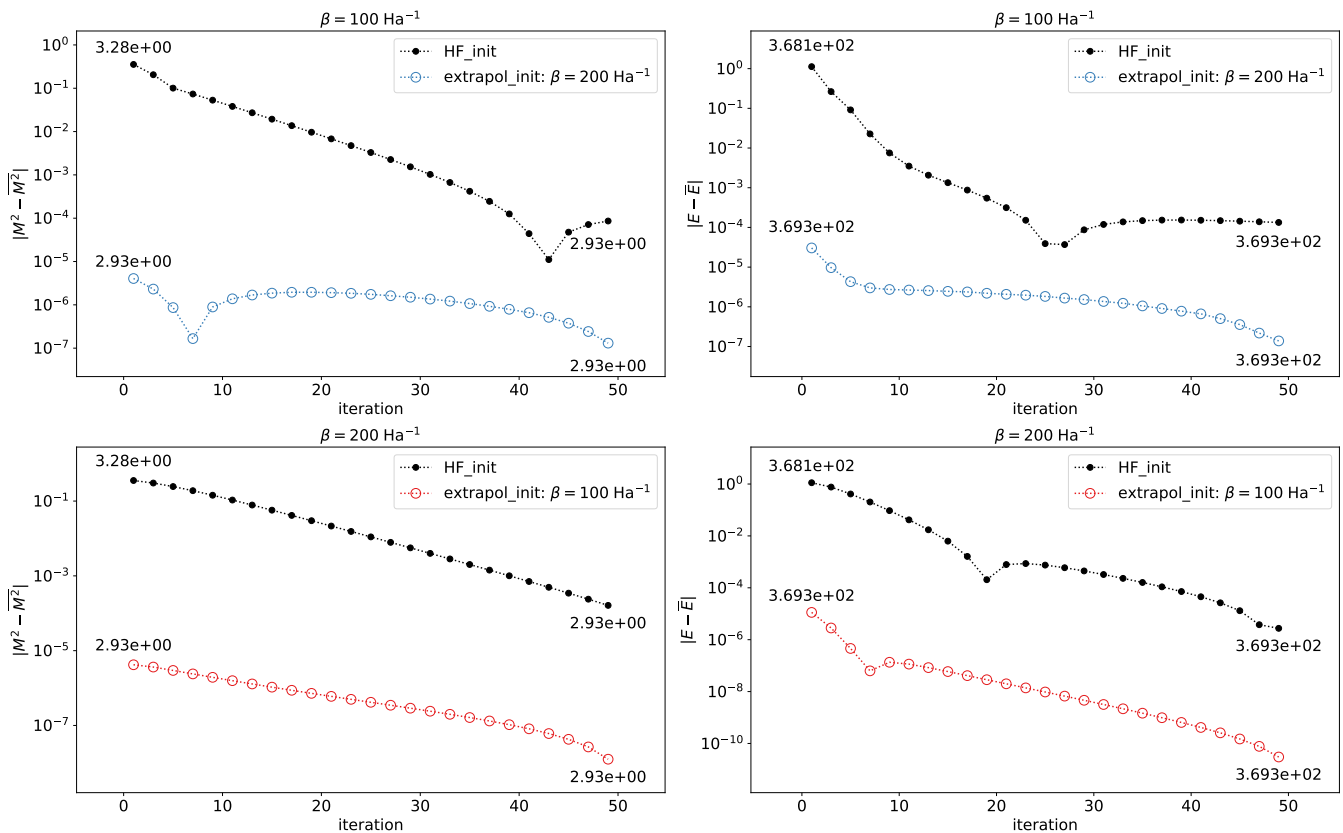 β = 100 Ha⁻¹
10⁰
10⁻¹
10⁻²
10⁻³
10⁻⁴
10⁻⁵
10⁻⁶
10⁻⁷
|M² − M̅²̅|
3.28e+00
HF_init
extrapol_init: β = 200 Ha⁻¹
2.93e+00
2.93e+00
2.93e+00
0 10 20 30 40 50
iteration
β = 100 Ha⁻¹
10⁰
10⁻¹
10⁻²
10⁻³
10⁻⁴
10⁻⁵
10⁻⁶
10⁻⁷
|E − E̅|
3.681e+02
HF_init
extrapol_init: β = 200 Ha⁻¹
3.693e+02
3.693e+02
3.693e+02
0 10 20 30 40 50
iteration
β = 200 Ha⁻¹
10⁻¹
10⁻³
10⁻⁵
10⁻⁷
|M² − M̅²̅|
3.28e+00
HF_init
extrapol_init: β = 100 Ha⁻¹
2.93e+00
2.93e+00
2.93e+00
0 10 20 30 40 50
iteration
β = 200 Ha⁻¹
10⁰
10⁻²
10⁻⁴
10⁻⁶
10⁻⁸
10⁻¹⁰
|E − E̅|
3.681e+02
HF_init
extrapol_init: β = 100 Ha⁻¹
3.693e+02
3.693e+02
3.693e+02
0 10 20 30 40 50
iteration